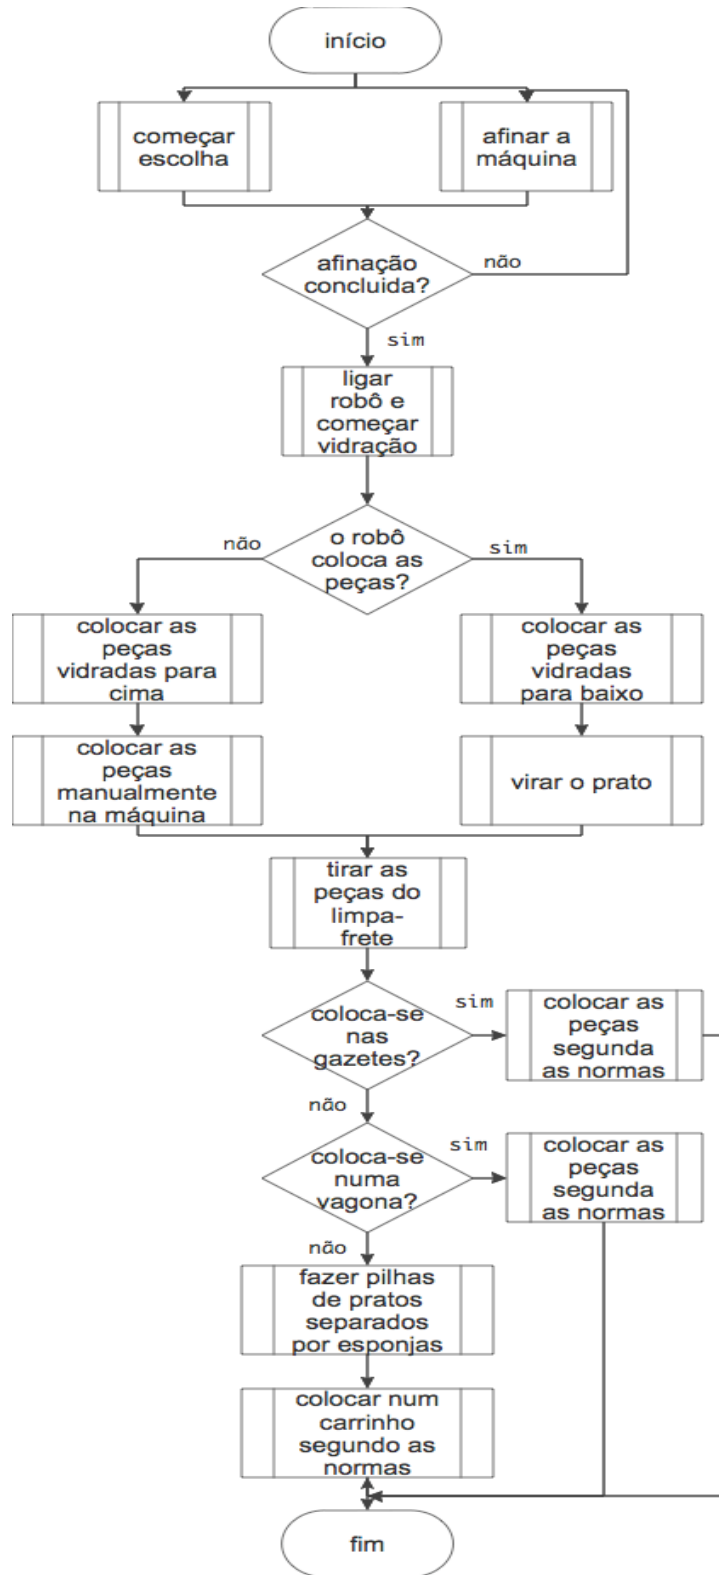 início
começar
escolha
afinar a
máquina
afinação
concluida?
não
sim
ligar
robô e
começar
vidração
o robô
coloca as
peças?
não
sim
colocar as
peças
vidradas para
cima
colocar as
peças
vidradas
para baixo
colocar as
peças
manualmente
na máquina
virar o prato
tirar as
peças do
limpa-
frete
coloca-se
nas
gazetes?
sim
colocar as
peças
segunda
as normas
não
coloca-se
numa
vagona?
sim
colocar as
peças
segunda
as normas
não
fazer pilhas
de pratos
separados
por esponjas
colocar num
carrinho
segundo as
normas
fim